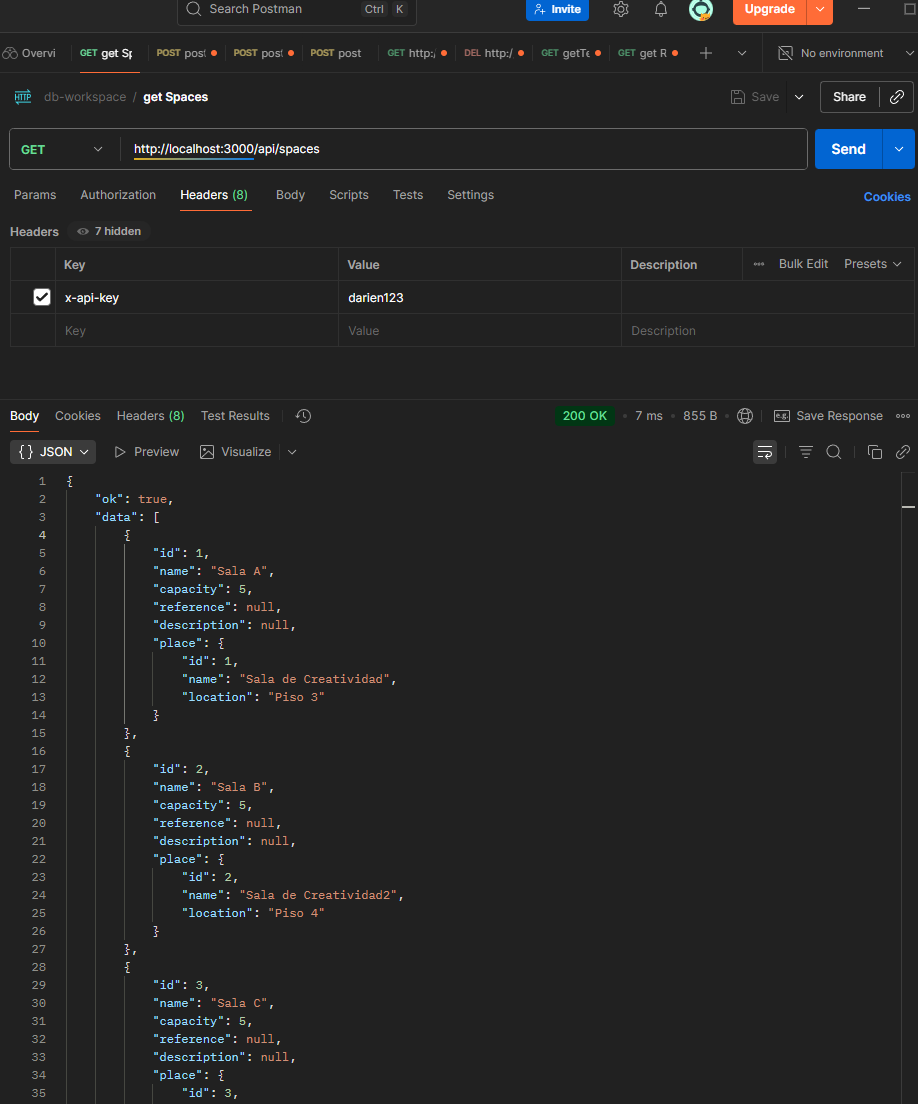 Search Postman Ctrl K Invite Upgrade
Overvi GET get Sp POST post POST post POST post GET http:/ DEL http:/ GET getTe GET get R No environment
HTTP db-workspace / get Spaces Save Share
GET http://localhost:3000/api/spaces Send
Params Authorization Headers (8) Body Scripts Tests Settings Cookies
Headers 7 hidden
Key Value Description Bulk Edit Presets
x-api-key darien123
Key Value Description
Body Cookies Headers (8) Test Results 200 OK 7 ms 855 B e.g. Save Response
{} JSON Preview Visualize
1 {
2 "ok": true,
3 "data": [
4 {
5 "id": 1,
6 "name": "Sala A",
7 "capacity": 5,
8 "reference": null,
9 "description": null,
10 "place": {
11 "id": 1,
12 "name": "Sala de Creatividad",
13 "location": "Piso 3"
14 }
15 },
16 {
17 "id": 2,
18 "name": "Sala B",
19 "capacity": 5,
20 "reference": null,
21 "description": null,
22 "place": {
23 "id": 2,
24 "name": "Sala de Creatividad2",
25 "location": "Piso 4"
26 }
27 },
28 {
29 "id": 3,
30 "name": "Sala C",
31 "capacity": 5,
32 "reference": null,
33 "description": null,
34 "place": {
35 "id": 3,